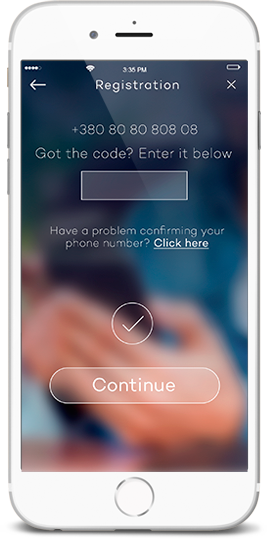 3:35 PM
Registration
+380 80 80 808 08
Got the code? Enter it below
Have a problem confirming your
phone number? Click here
Continue